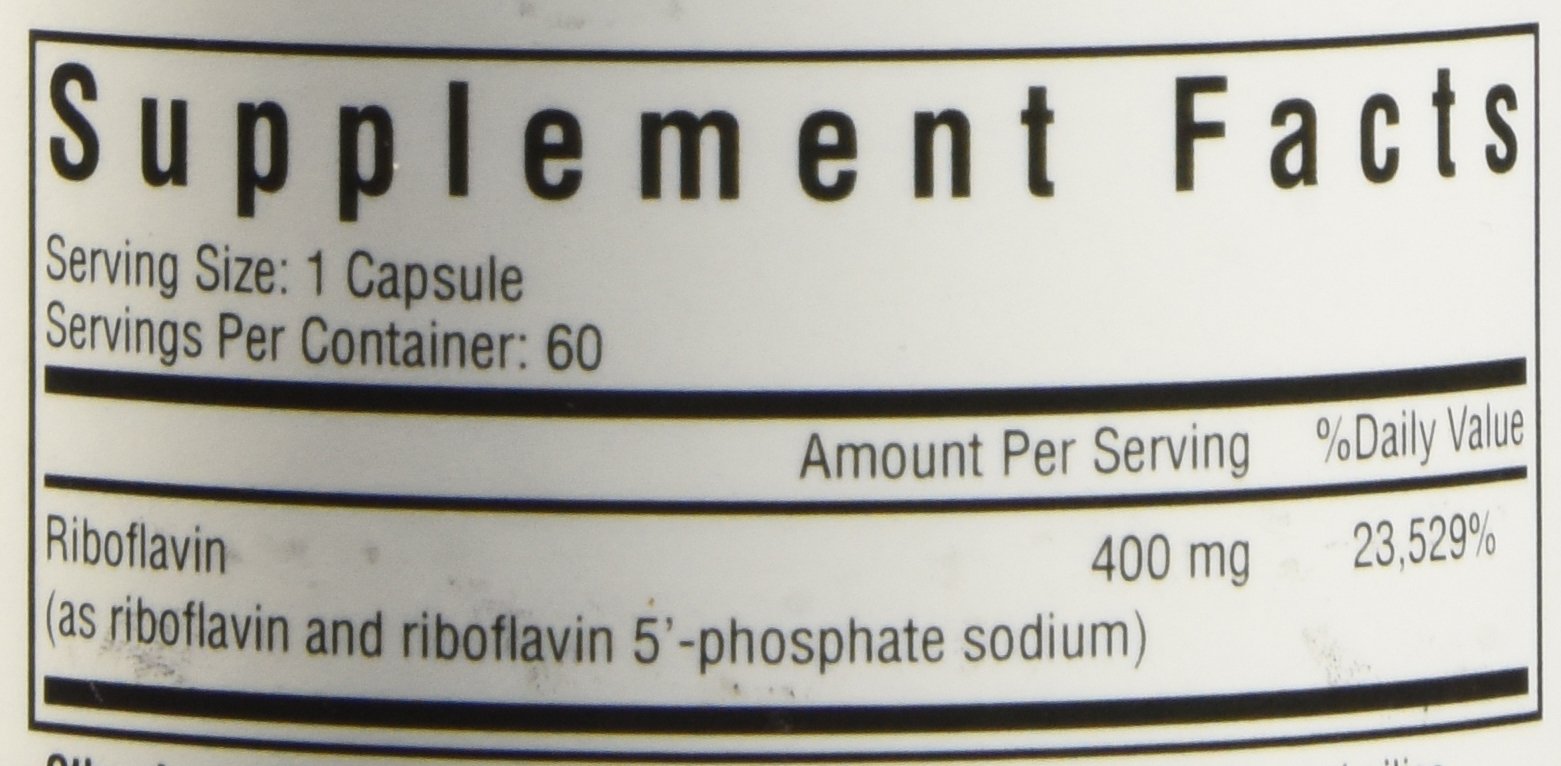 Supplement Facts
Serving Size: 1 Capsule
Servings Per Container: 60
Amount Per Serving %Daily Value
Riboflavin 400 mg 23,529%
(as riboflavin and riboflavin 5'-phosphate sodium)